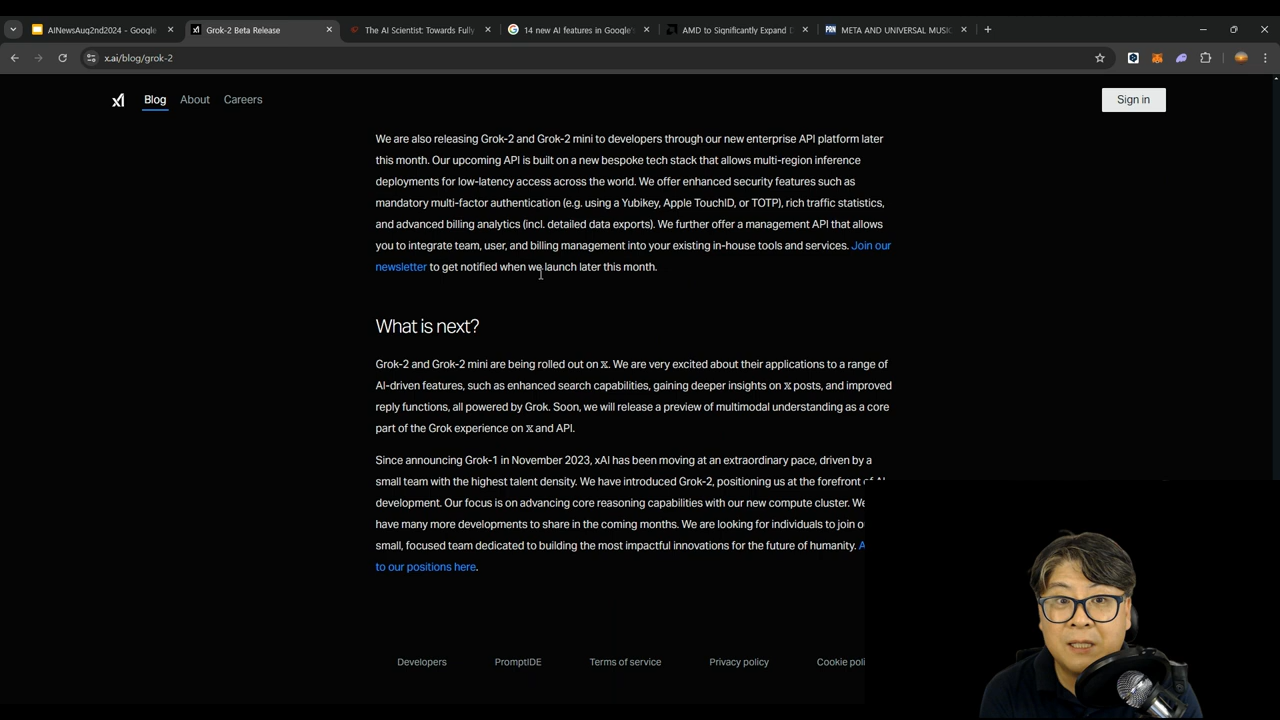 AINewsAug2nd2024 - Google
Grok-2 Beta Release
The AI Scientist: Towards Fully
14 new AI features in Google's
AMD to Significantly Expand D
META AND UNIVERSAL MUSIC
x.ai/blog/grok-2
xAI
Blog
About
Careers
Sign in
We are also releasing Grok-2 and Grok-2 mini to developers through our new enterprise API platform later
this month. Our upcoming API is built on a new bespoke tech stack that allows multi-region inference
deployments for low-latency access across the world. We offer enhanced security features such as
mandatory multi-factor authentication (e.g. using a Yubikey, Apple TouchID, or TOTP), rich traffic statistics,
and advanced billing analytics (incl. detailed data exports). We further offer a management API that allows
you to integrate team, user, and billing management into your existing in-house tools and services. Join our
newsletter to get notified when we launch later this month.
What is next?
Grok-2 and Grok-2 mini are being rolled out on 𝕏. We are very excited about their applications to a range of
AI-driven features, such as enhanced search capabilities, gaining deeper insights on 𝕏 posts, and improved
reply functions, all powered by Grok. Soon, we will release a preview of multimodal understanding as a core
part of the Grok experience on 𝕏 and API.
Since announcing Grok-1 in November 2023, xAI has been moving at an extraordinary pace, driven by a
small team with the highest talent density. We have introduced Grok-2, positioning us at the forefront of AI
development. Our focus is on advancing core reasoning capabilities with our new compute cluster. We
have many more developments to share in the coming months. We are looking for individuals to join
small, focused team dedicated to building the most impactful innovations for the future of humanity. A
to our positions here.
Developers
PromptIDE
Terms of service
Privacy policy
Cookie poli